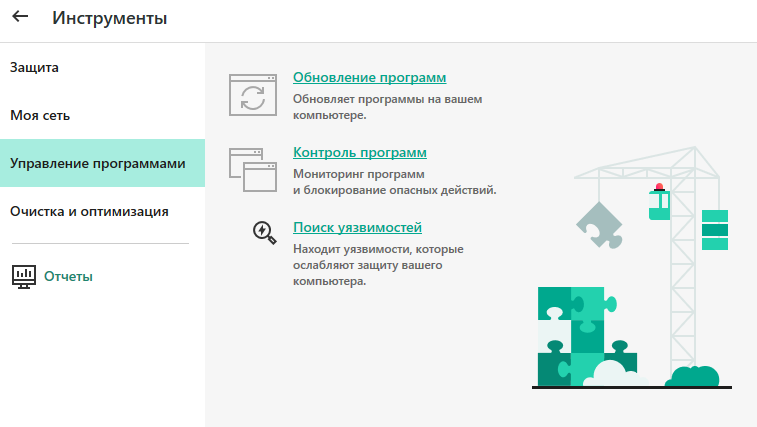 Инструменты
Защита
Моя сеть
Управление программами
Очистка и оптимизация
Отчеты
Обновление программ
Обновляет программы на вашем
компьютере.
Контроль программ
Мониторинг программ
и блокирование опасных действий.
Поиск уязвимостей
Находит уязвимости, которые
ослабляют защиту вашего
компьютера.